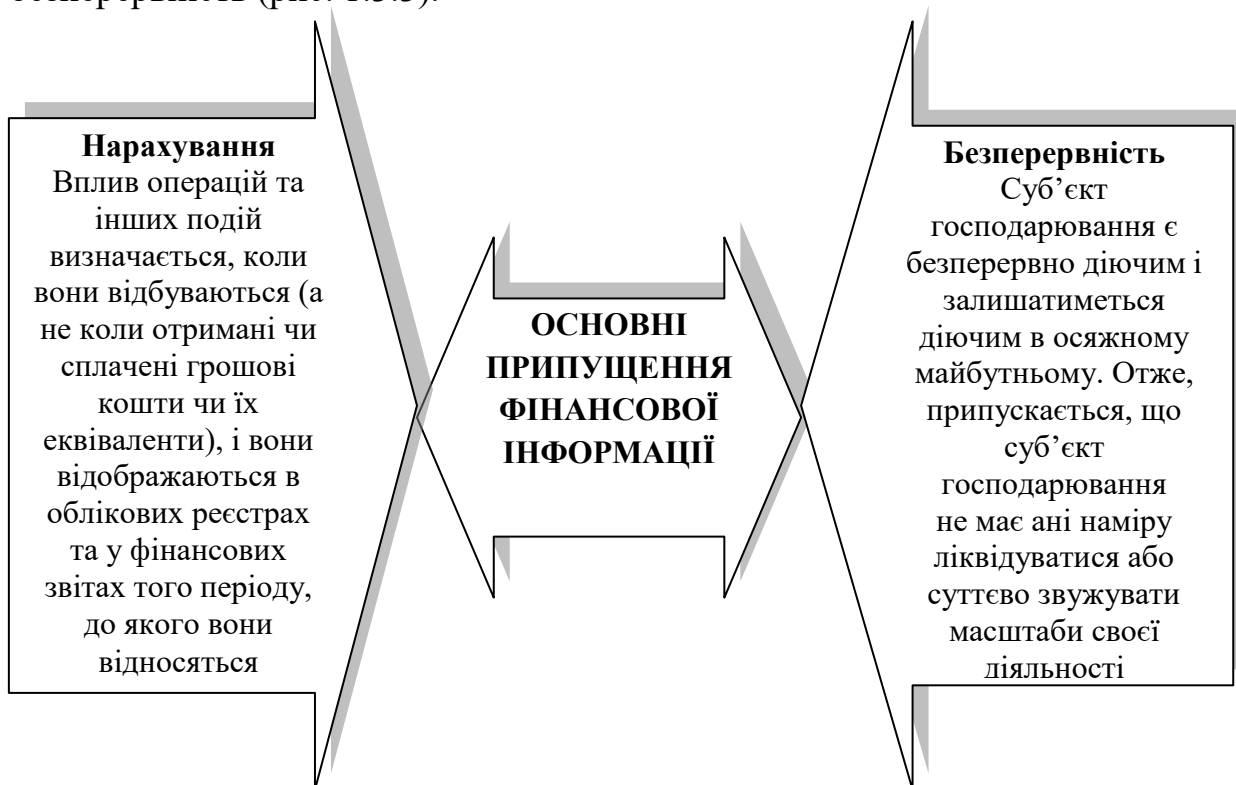 безперервність (рис. 1.3.3).
Нарахування
Вплив операцій та
інших подій
визначається, коли
вони відбуваються (а
не коли отримані чи
сплачені грошові
кошти чи їх
еквіваленти), і вони
відображаються в
облікових реєстрах
та у фінансових
звітах того періоду,
до якого вони
відносяться
ОСНОВНІ
ПРИПУЩЕННЯ
ФІНАНСОВОЇ
ІНФОРМАЦІЇ
Безперервність
Суб’єкт
господарювання є
безперервно діючим і
залишатиметься
діючим в осяжному
майбутньому. Отже,
припускається, що
суб’єкт
господарювання
не має ані наміру
ліквідуватися або
суттєво звужувати
масштаби своєї
діяльності